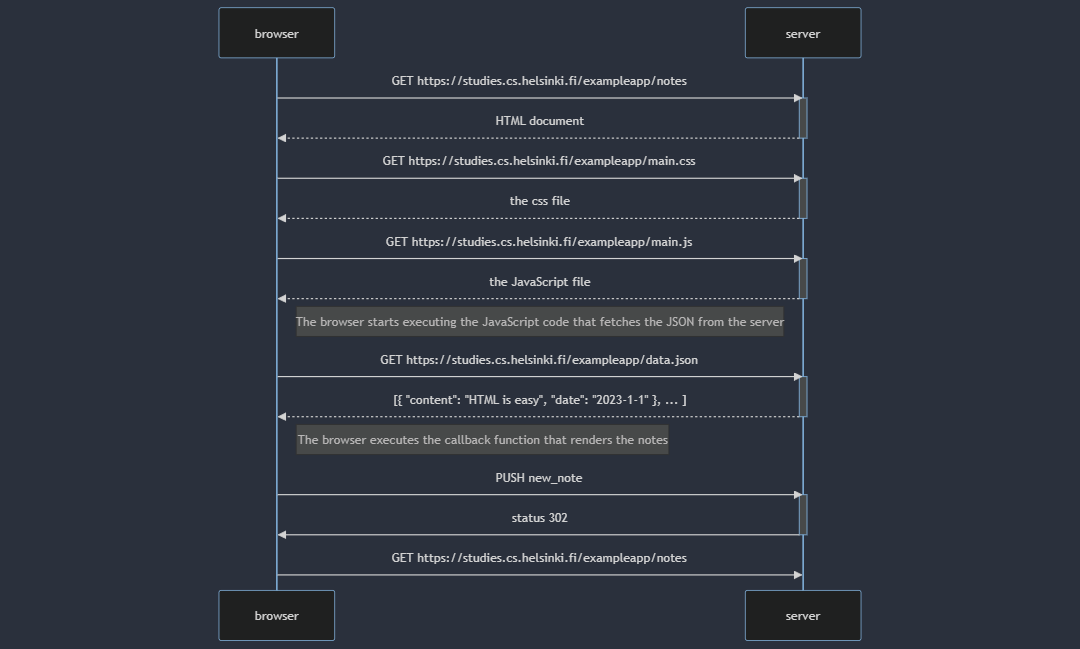 browser server
GET https://studies.cs.helsinki.fi/exampleapp/notes
HTML document
GET https://studies.cs.helsinki.fi/exampleapp/main.css
the css file
GET https://studies.cs.helsinki.fi/exampleapp/main.js
the JavaScript file
The browser starts executing the JavaScript code that fetches the JSON from the server
GET https://studies.cs.helsinki.fi/exampleapp/data.json
[{ "content": "HTML is easy", "date": "2023-1-1" }, ... ]
The browser executes the callback function that renders the notes
PUSH new_note
status 302
GET https://studies.cs.helsinki.fi/exampleapp/notes
browser server